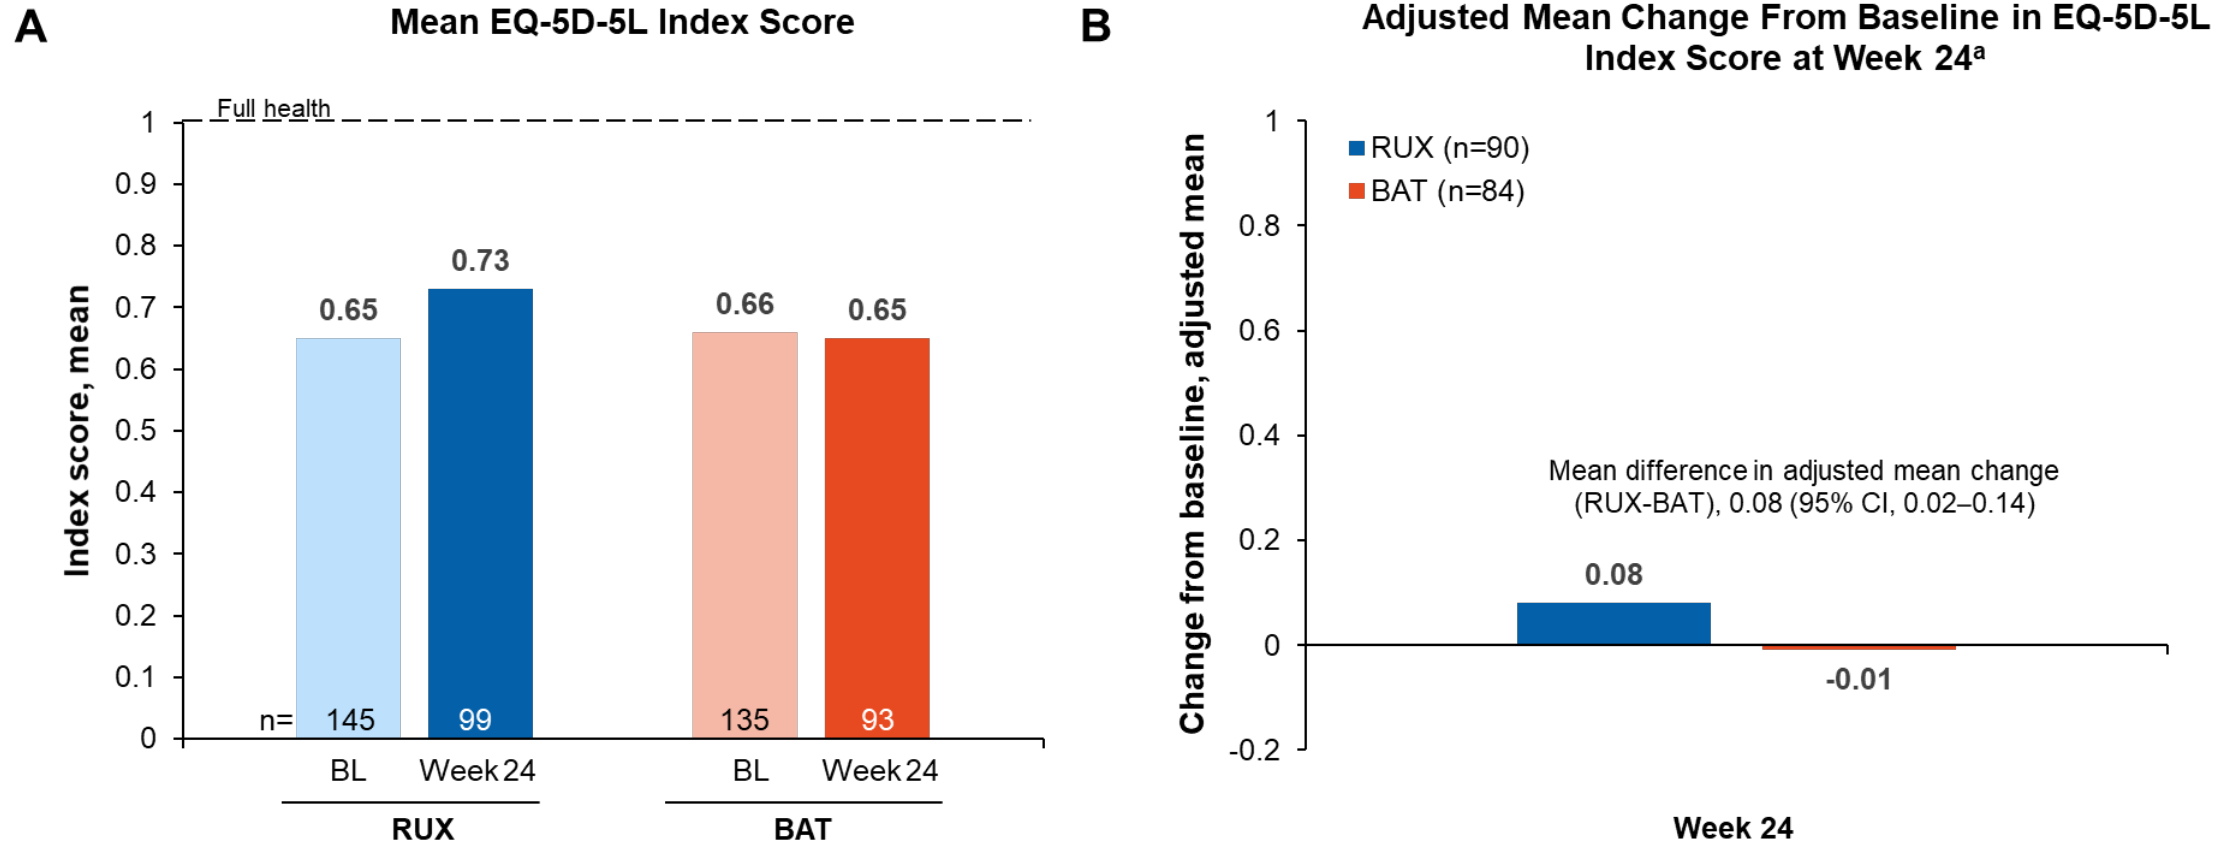 A
Mean EQ-5D-5L Index Score
Full health
1
0.9
0.8
0.7
0.6
0.5
0.4
0.3
0.2
0.1
0
Index score, mean
0.65
0.73
0.66
0.65
n=
145
99
135
93
BL
Week 24
BL
Week 24
RUX
BAT
B
Adjusted Mean Change From Baseline in EQ-5D-5L
Index Score at Week 24ᵃ
Change from baseline, adjusted mean
1
0.8
0.6
0.4
0.2
0
-0.2
RUX (n=90)
BAT (n=84)
Mean difference in adjusted mean change
(RUX-BAT), 0.08 (95% CI, 0.02–0.14)
0.08
-0.01
Week 24